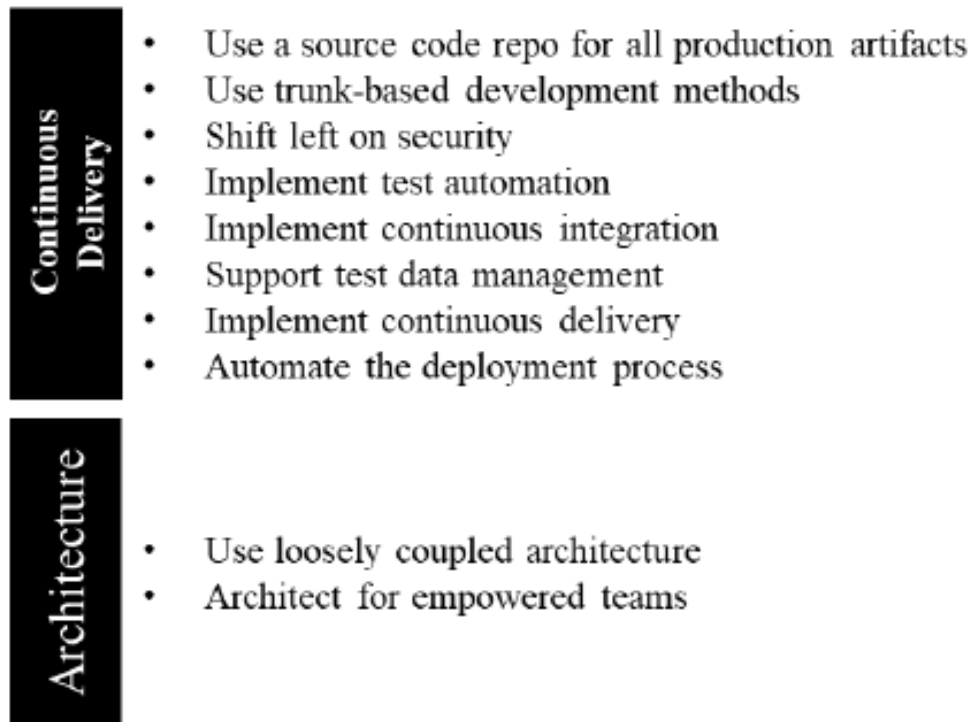 Continuous
Delivery
• Use a source code repo for all production artifacts
• Use trunk-based development methods
• Shift left on security
• Implement test automation
• Implement continuous integration
• Support test data management
• Implement continuous delivery
• Automate the deployment process
Architecture
• Use loosely coupled architecture
• Architect for empowered teams